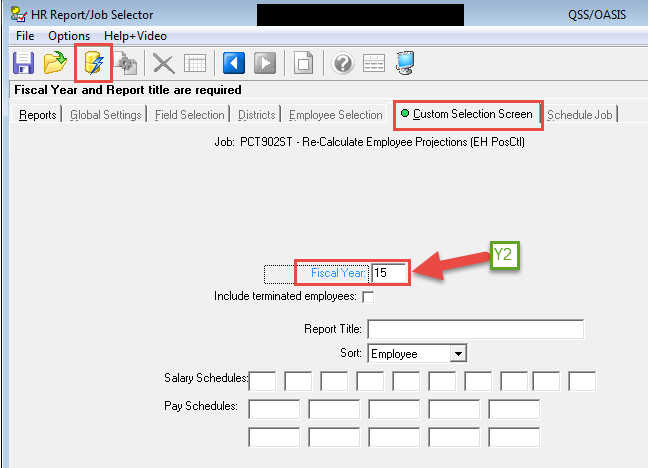 HR Report/Job Selector QSS/OASIS
File Options Help+Video
Fiscal Year and Report title are required
Reports Global Settings Field Selection Districts Employee Selection Custom Selection Screen Schedule Job
Job: PCT902ST - Re-Calculate Employee Projections (EH PosCtl)
Y2
Fiscal Year: 15
Include terminated employees:
Report Title:
Sort: Employee
Salary Schedules:
Pay Schedules: